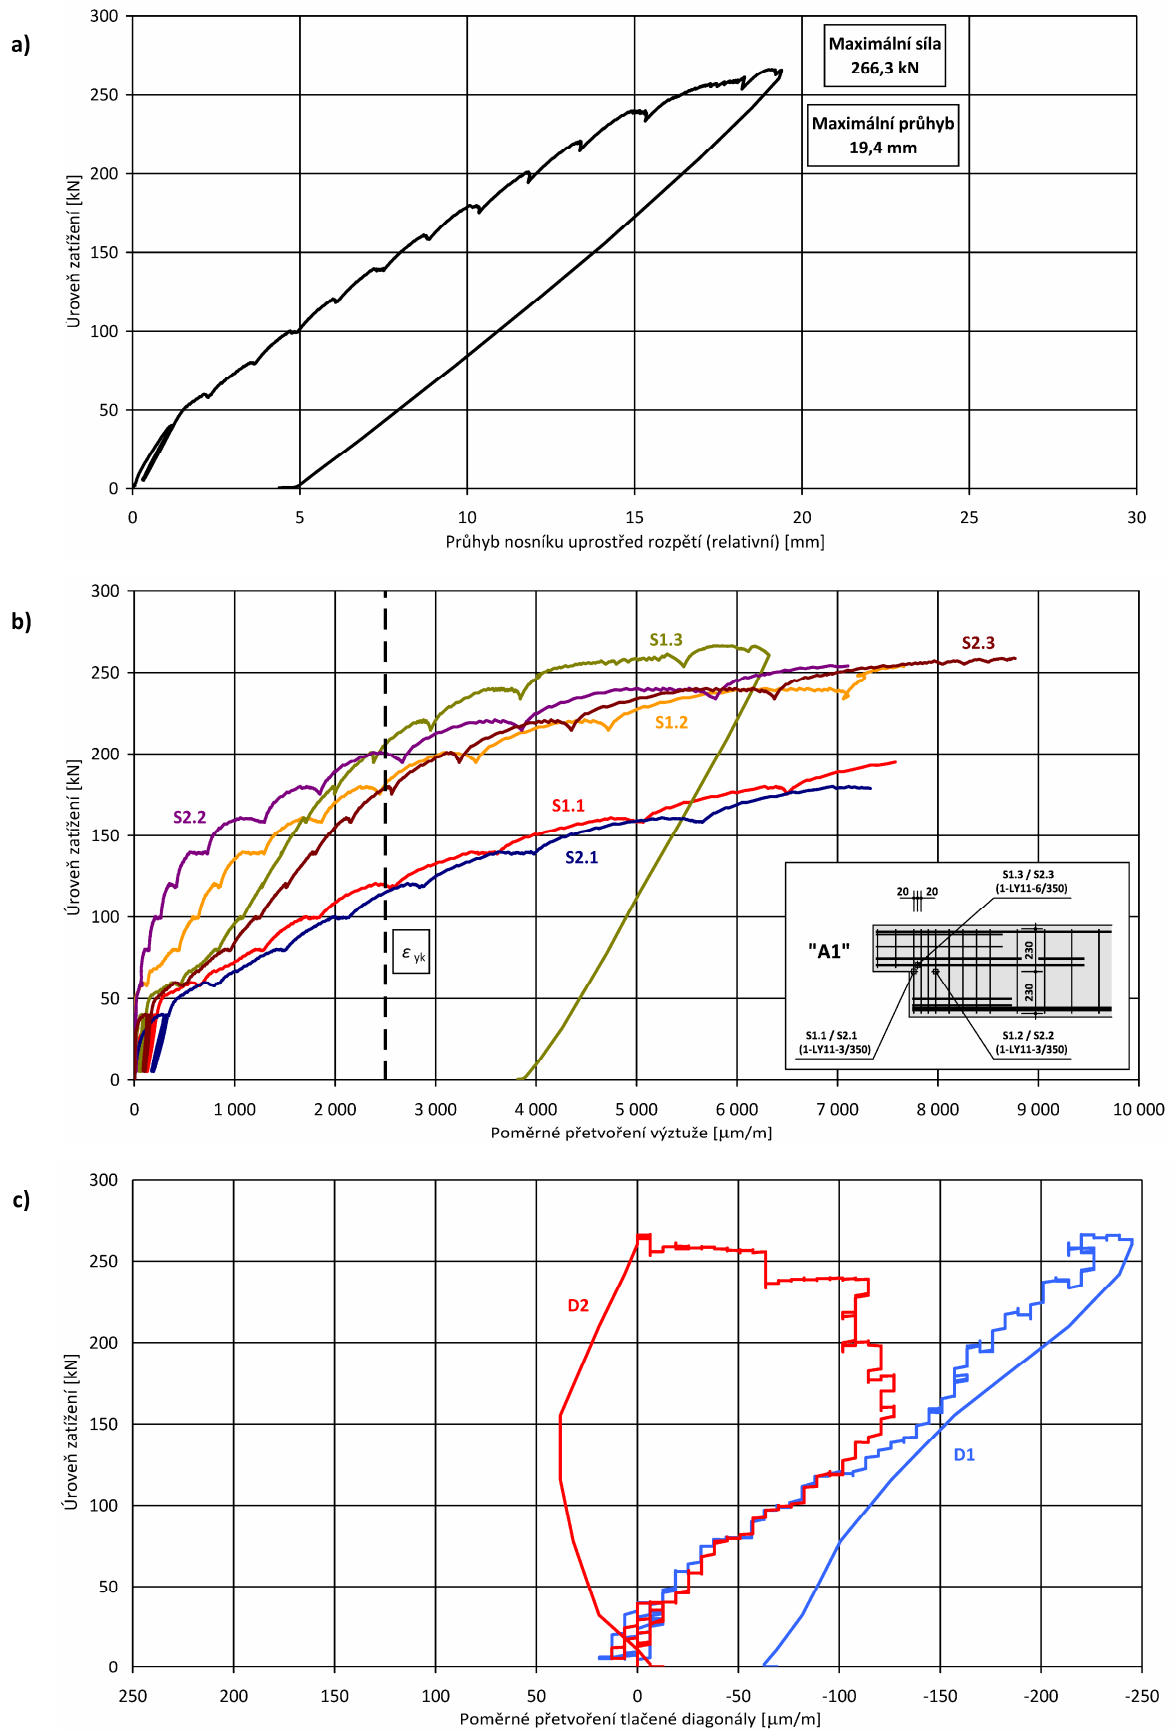 a)
Maximální síla
266,3 kN
Maximální průhyb
19,4 mm
Úroveň zatížení [kN]
300
250
200
150
100
50
0
0 5 10 15 20 25 30
Průhyb nosníku uprostřed rozpětí (relativní) [mm]
b)
Úroveň zatížení [kN]
300
250
200
150
100
50
0
S1.3
S2.3
S1.2
S2.2
S1.1
S2.1
ε yk
20 20
S1.3 / S2.3
(1-LY11-6/350)
"A1"
230
230
S1.1 / S2.1
(1-LY11-3/350)
S1.2 / S2.2
(1-LY11-3/350)
0 1 000 2 000 3 000 4 000 5 000 6 000 7 000 8 000 9 000 10 000
Poměrné přetvoření výztuže [µm/m]
c)
Úroveň zatížení [kN]
300
250
200
150
100
50
0
D2
D1
250 200 150 100 50 0 -50 -100 -150 -200 -250
Poměrné přetvoření tlačené diagonály [µm/m]